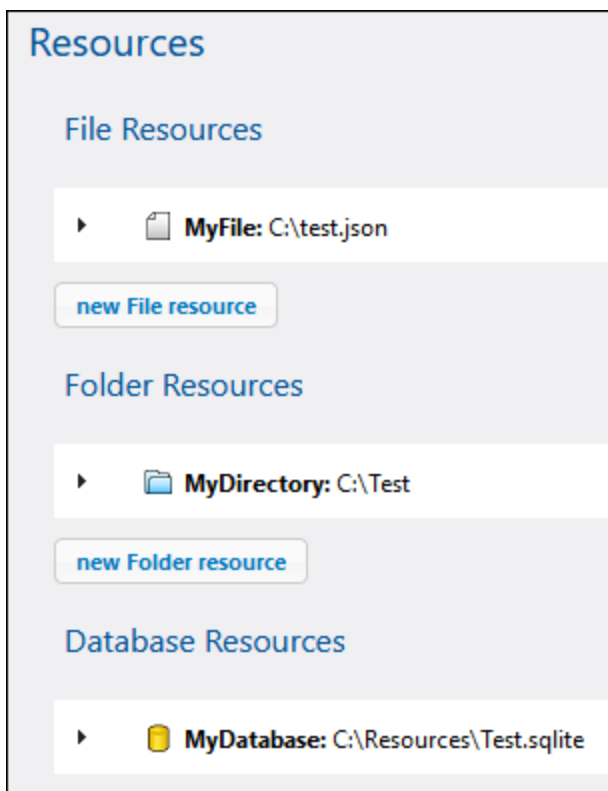 Resources
File Resources
MyFile: C:\test.json
new File resource
Folder Resources
MyDirectory: C:\Test
new Folder resource
Database Resources
MyDatabase: C:\Resources\Test.sqlite